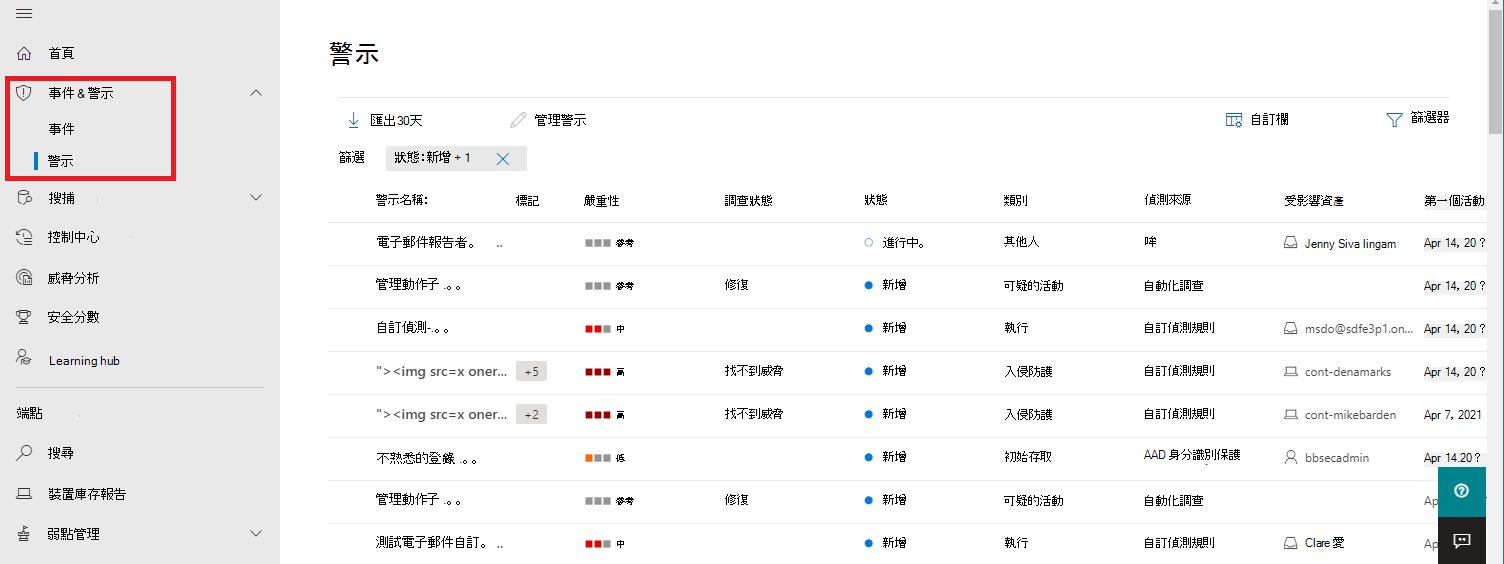 首頁
事件 & 警示
事件
警示
搜捕
控制中心
威脅分析
安全分數
Learning hub
端點
搜尋
裝置庫存報告
弱點管理
警示
匯出30天 管理警示 自訂欄 篩選器
篩選 狀態:新增 + 1
警示名稱: 標記 嚴重性 調查狀態 狀態 類別 偵測來源 受影響資產 第一個活動
電子郵件報告者。 .. 參考 進行中。 其他人 哞 Jenny Siva lingam Apr 14, 20 ?
管理動作子 .。。 參考 修復 新增 可疑的活動 自動化調查 Apr 14, 20 ?
自訂偵測-.。。 中 新增 執行 自訂偵測規則 msdo@sdfe3p1.on... Apr 14, 20 ?
"><img src=x oner... +5 高 找不到威脅 新增 入侵防護 自訂偵測規則 cont-denamarks Apr 14, 20 ?
"><img src=x oner... +2 高 找不到威脅 新增 入侵防護 自訂偵測規則 cont-mikebarden Apr 7, 2021
不熟悉的登錄 .。。 低 新增 初始存取 AAD 身分識別保護 bbsecadmin Apr 14.20 ?
管理動作子 .。。 參考 修復 新增 可疑的活動 自動化調查 Ap
測試電子郵件自訂。 .. 中 新增 執行 自訂偵測規則 Clare 愛 Ap